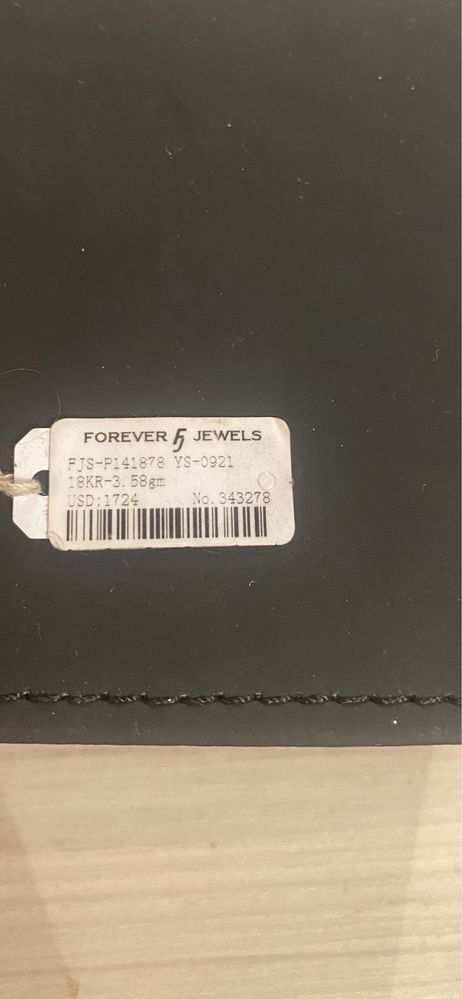 FOREVER FJ JEWELS
FJS-P141878 YS-0921
18KR-3.58gm
USD:1724 No.343278